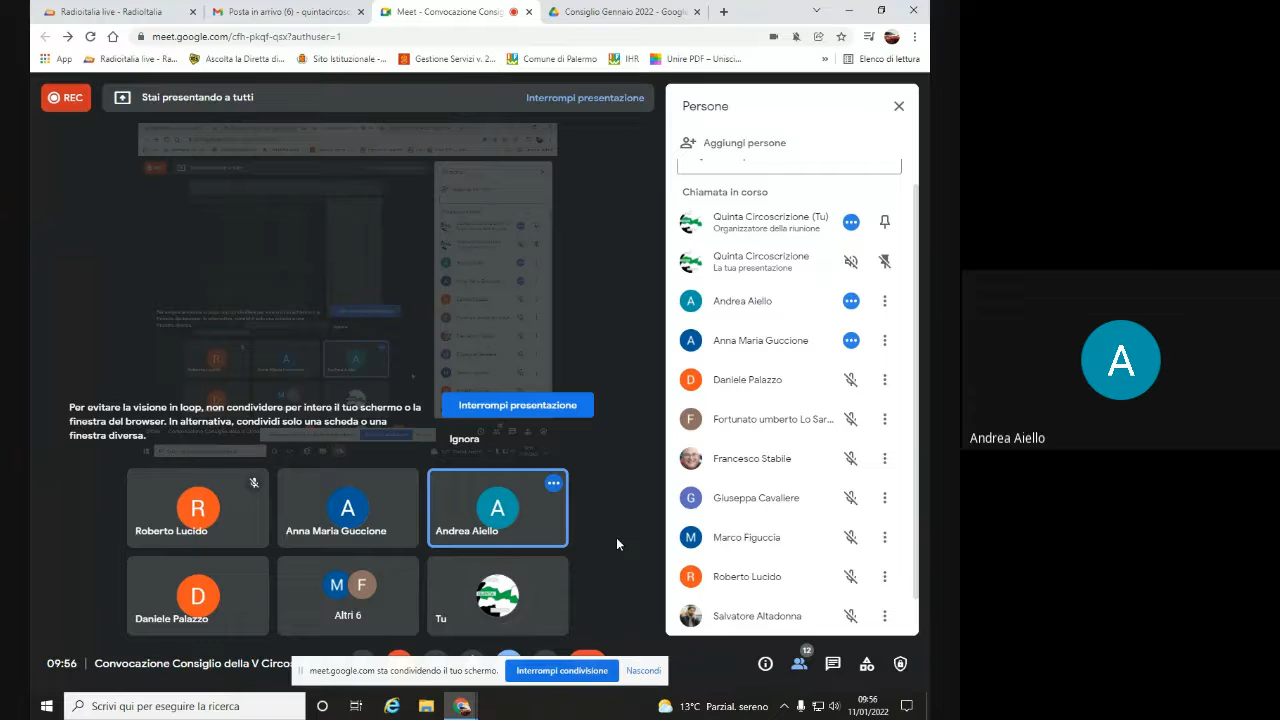 Radioitalia live - RadioItalia
Posta in arrivo (6) - quintacircosc
Meet - Convocazione Consig
Consiglio Gennaio 2022 - Google
meet.google.com/cfh-pkqf-qsx?authuser=1
App
Radioitalia live - Ra...
Ascolta la Diretta di...
Sito Istituzionale -...
Gestione Servizi v. 2...
Comune di Palermo
IHR
Unire PDF – Unisci...
»
Elenco di lettura
REC
Stai presentando a tutti
Interrompi presentazione
Persone
Aggiungi persone
Chiamata in corso
Quinta Circoscrizione (Tu)
Organizzatore della riunione
Quinta Circoscrizione
La tua presentazione
A
Andrea Aiello
A
Anna Maria Guccione
D
Daniele Palazzo
F
Fortunato umberto Lo Sar...
Francesco Stabile
G
Giuseppa Cavaliere
M
Marco Figuccia
R
Roberto Lucido
Salvatore Altadonna
Per evitare la visione in loop, non condividere per intero il tuo schermo o la
finestra del browser. In alternativa, condividi solo una scheda o una
finestra diversa.
Interrompi presentazione
Ignora
R
Roberto Lucido
A
Anna Maria Guccione
A
Andrea Aiello
D
Daniele Palazzo
M F
Altri 6
Tu
09:56 | Convocazione Consiglio della V Circo
meet.google.com sta condividendo il tuo schermo.
Interrompi condivisione
Nascondi
12
Scrivi qui per eseguire la ricerca
13°C Parzial. sereno
09:56
11/01/2022
A
Andrea Aiello